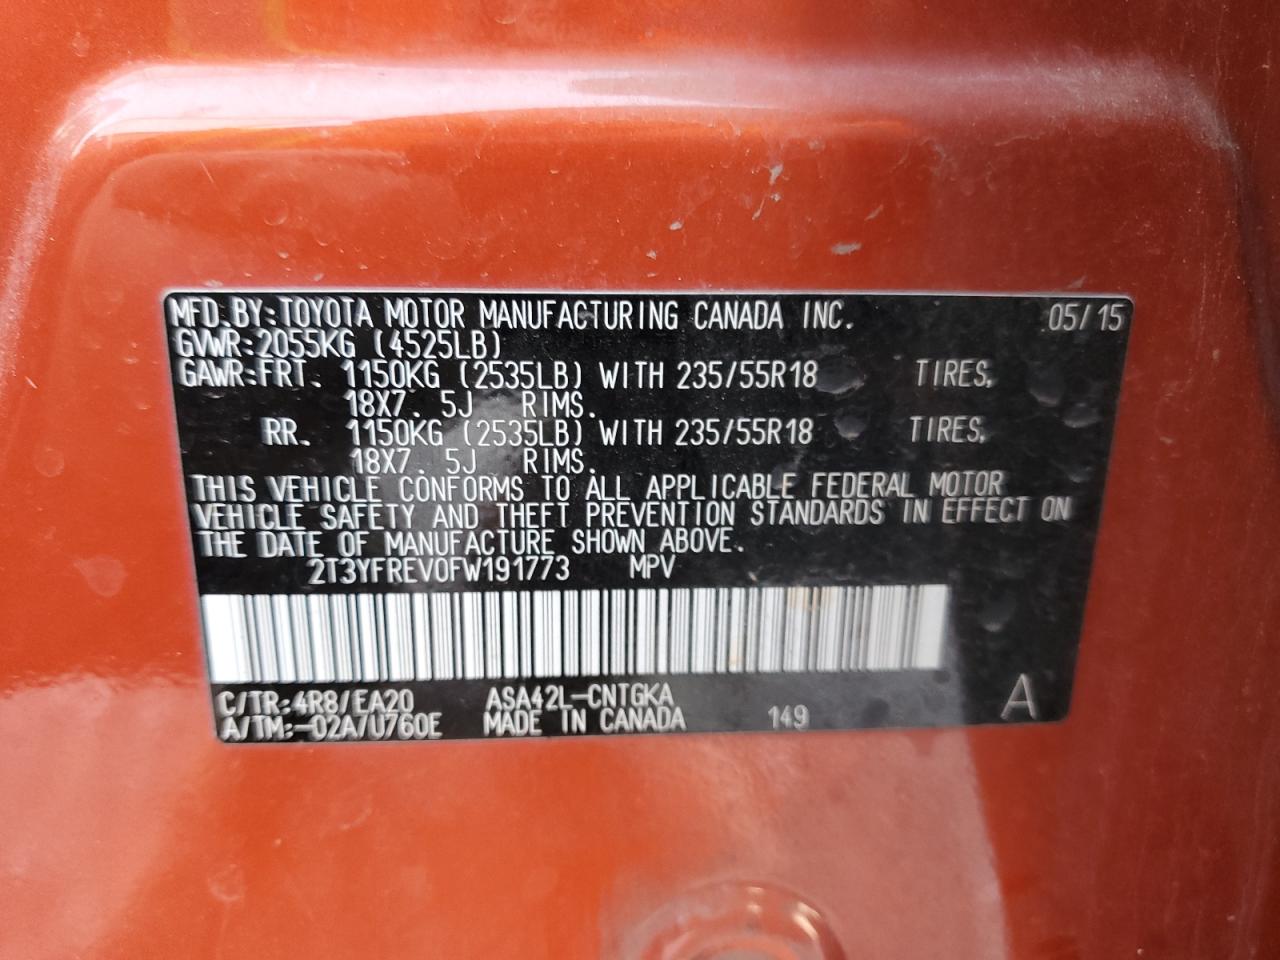 MFD.BY:TOYOTA MOTOR MANUFACTURING CANADA INC. 05/15
GVWR:2055KG (4525LB)
GAWR:FRT. 1150KG (2535LB) WITH 235/55R18 TIRES,
18X7.5J RIMS.
RR. 1150KG (2535LB) WITH 235/55R18 TIRES,
18X7.5J RIMS.
THIS VEHICLE CONFORMS TO ALL APPLICABLE FEDERAL MOTOR
VEHICLE SAFETY AND THEFT PREVENTION STANDARDS IN EFFECT ON
THE DATE OF MANUFACTURE SHOWN ABOVE.
2T3YFREV0FW191773 MPV
C/TR:4R8/EA20 ASA42L-CNTGKA
A/TM:-02A/U760E MADE IN CANADA 149 A